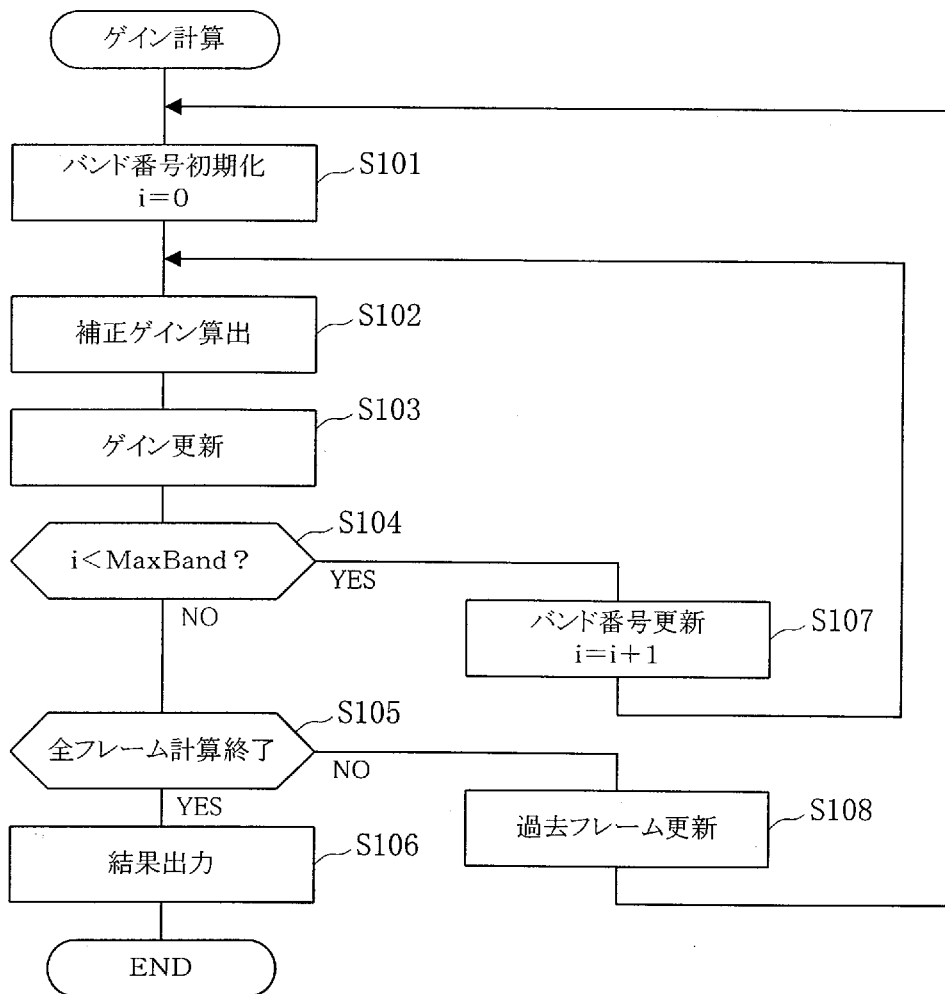 ゲイン計算
バンド番号初期化
i=0
S101
補正ゲイン算出
S102
ゲイン更新
S103
i<MaxBand?
S104
YES
NO
バンド番号更新
i=i+1
S107
全フレーム計算終了
S105
NO
YES
過去フレーム更新
S108
結果出力
S106
END